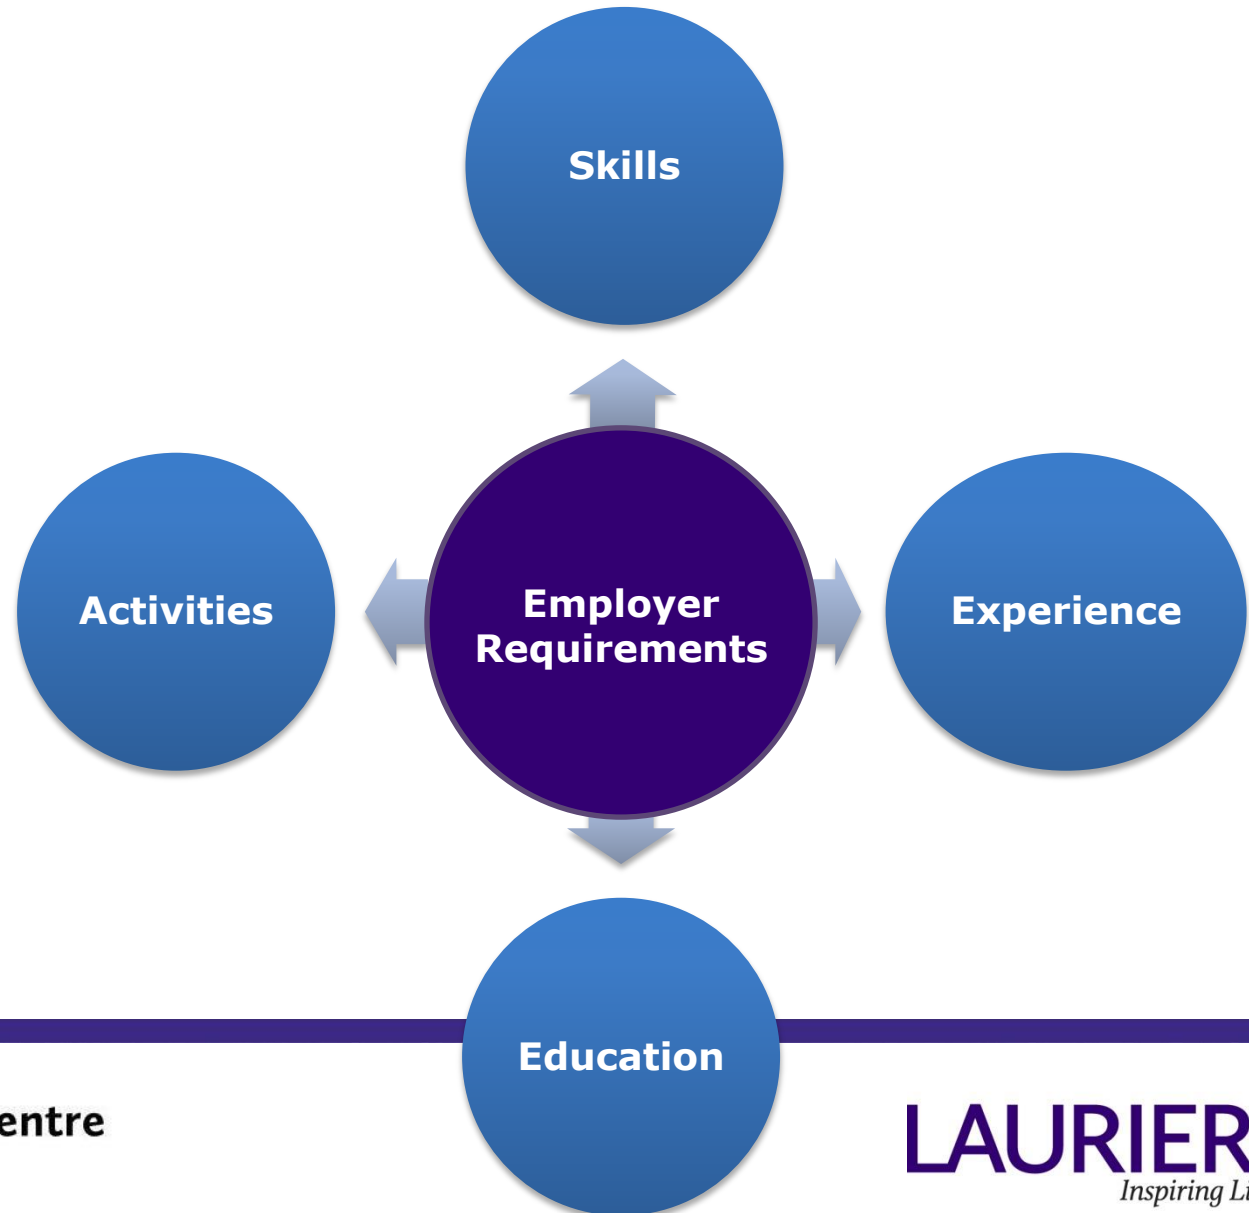 Skills
Activities
Employer
Requirements
Experience
Education
entre
LAURIER
Inspiring Li